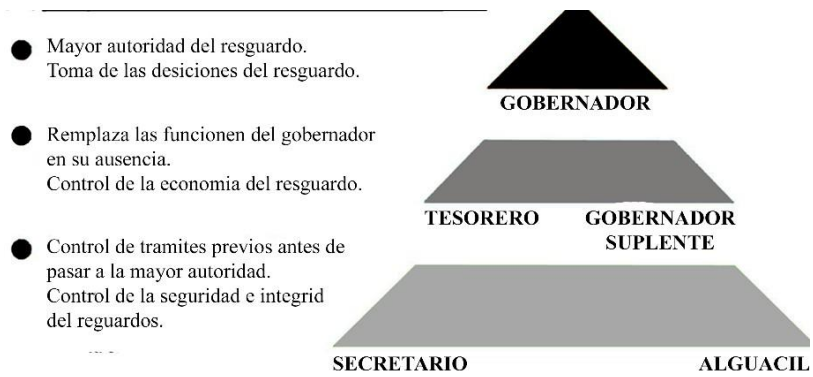 Mayor autoridad del resguardo.
Toma de las desiciones del resguardo.
GOBERNADOR
Remplaza las funcionen del gobernador
en su ausencia.
Control de la economia del resguardo.
TESORERO
GOBERNADOR
SUPLENTE
Control de tramites previos antes de
pasar a la mayor autoridad.
Control de la seguridad e integrid
del reguardos.
SECRETARIO
ALGUACIL